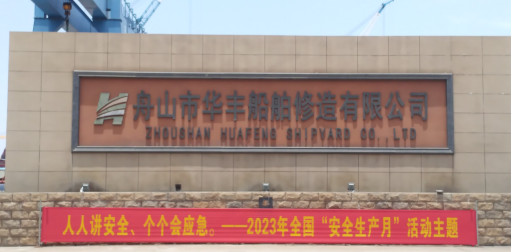 舟山市华丰船舶修造有限公司
ZHOUSHAN HUAFENG SHIPYARD CO.,LTD
人人讲安全、个个会应急。——2023年全国“安全生产月”活动主题